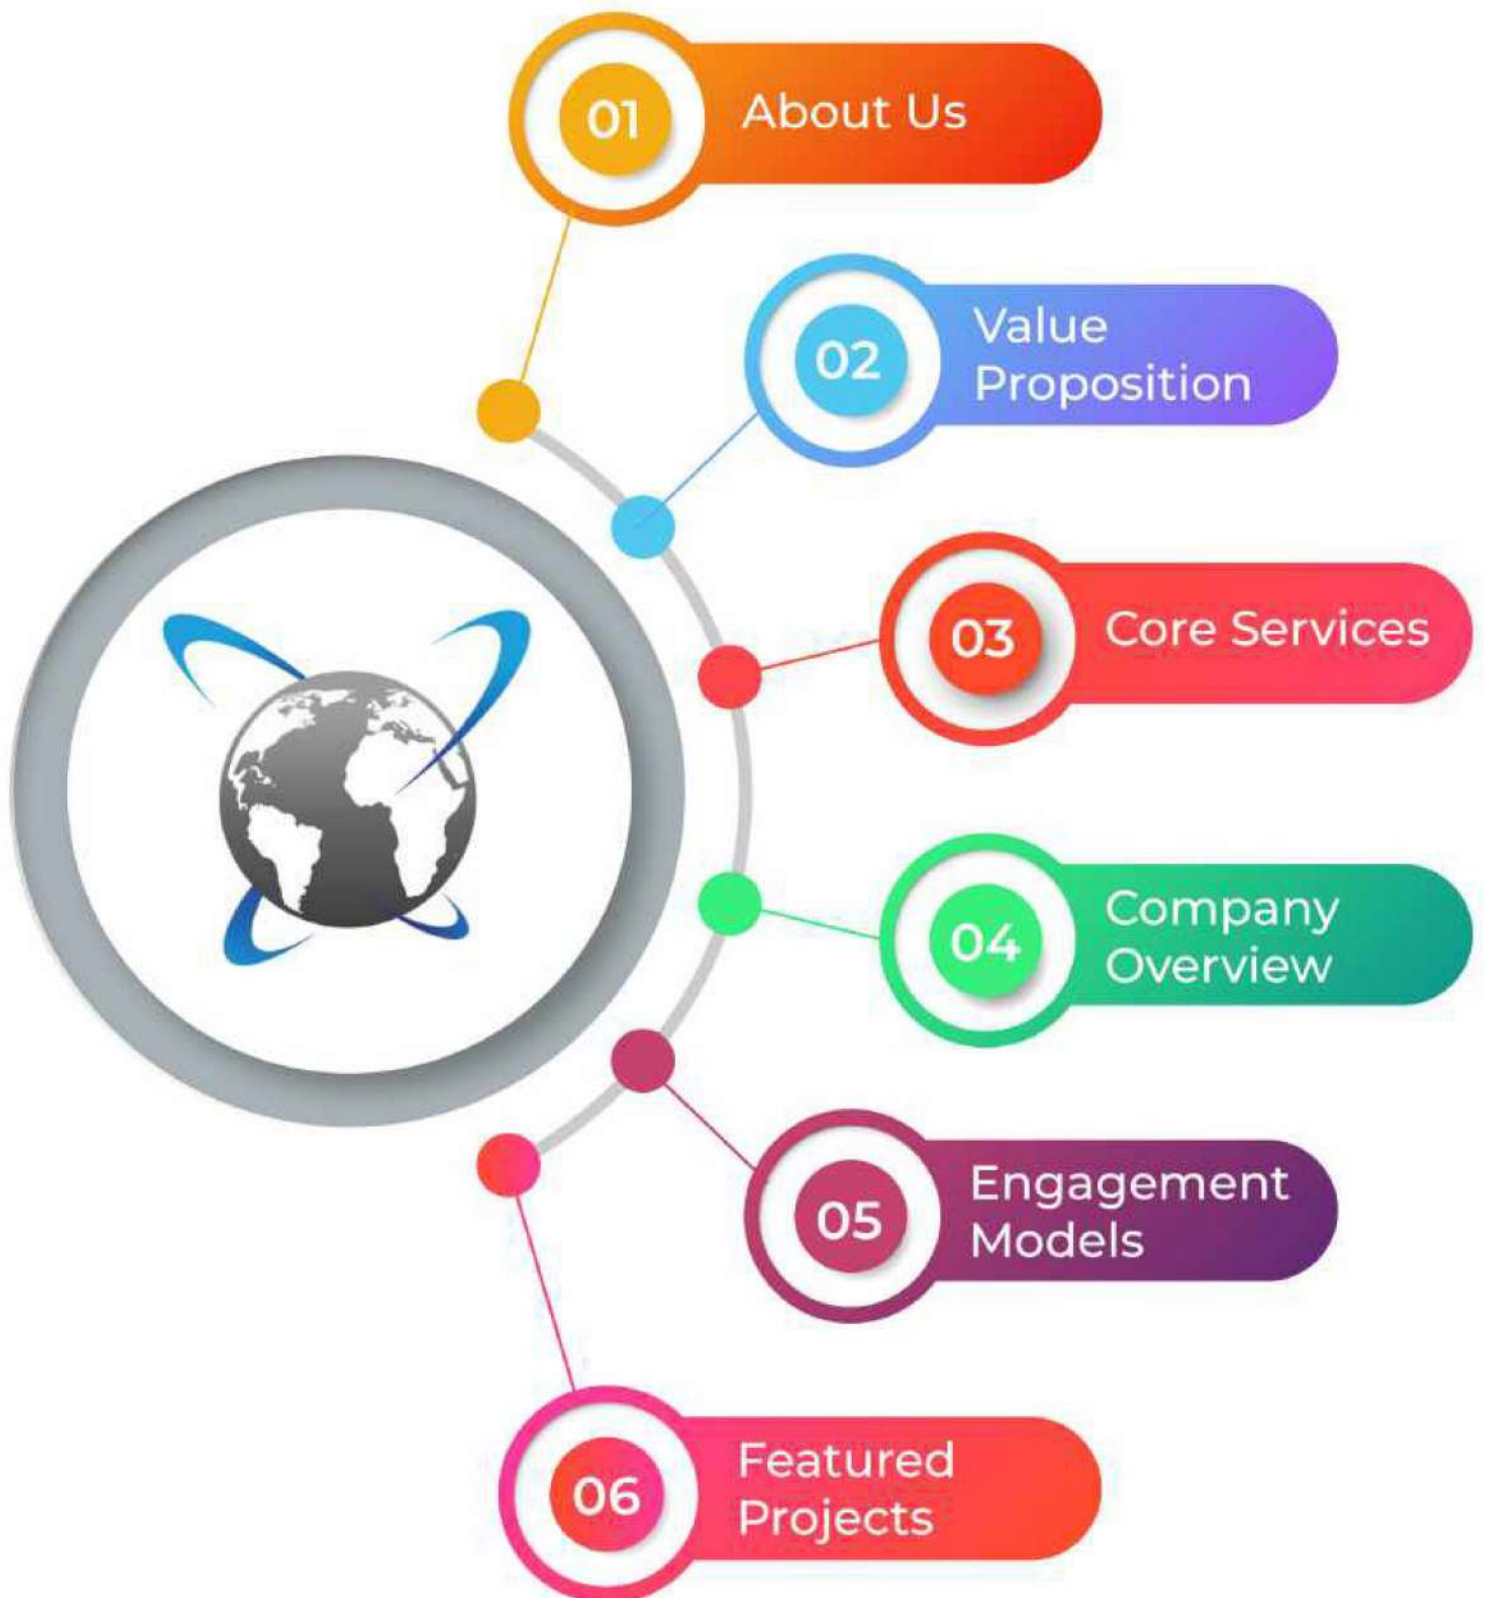 01
About Us
02
Value
Proposition
03
Core Services
04
Company
Overview
05
Engagement
Models
06
Featured
Projects